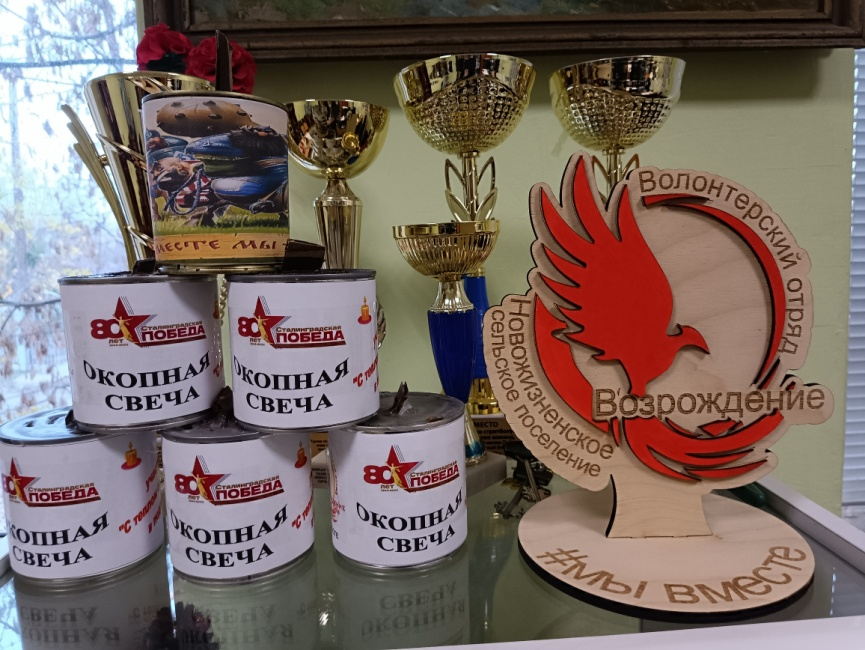 ВМЕСТЕ МЫ
80 лет
Сталинградская
ПОБЕДА
ОКОПНАЯ
СВЕЧА
80 лет
Сталинградская
ПОБЕДА
ОКОПНАЯ
СВЕЧА
"С
80 лет
Сталинградская
ПОБЕДА
ОКОПНАЯ
СВЕЧА
80 лет
Сталинградская
ПОБЕДА
ОКОПНАЯ
СВЕЧА
80 лет
Сталинградская
ПОБЕДА
ОКОПНАЯ
СВЕЧА
МЕСТО
Волонтерский отряд
Новожизненское
сельское поселение
Возрождение
#МЫ ВМЕСТЕ